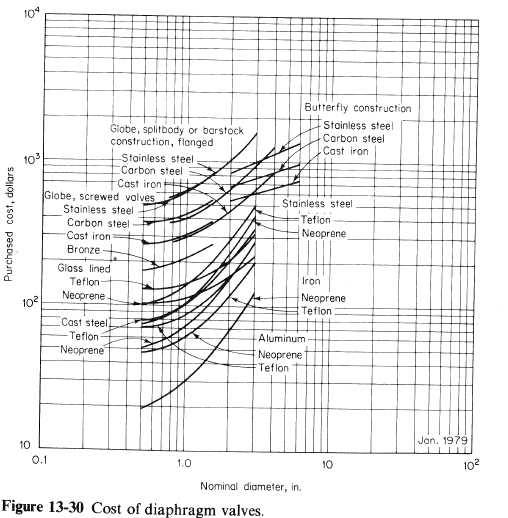 10⁴
Butterfly construction
Stainless steel
Carbon steel
Cast iron
Globe, splitbody or barstock
construction, flanged
Stainless steel
Carbon steel
Cast iron
10³
Globe, screwed valves
Stainless steel
Carbon steel
Cast iron
Bronze
Stainless steel
Teflon
Neoprene
Glass lined
Teflon
Neoprene
Iron
Neoprene
Teflon
10²
Cast steel
Teflon
Neoprene
Aluminum
Neoprene
Teflon
Purchased cost, dollars
Jan. 1979
10
0.1
1.0
10
10²
Nominal diameter, in.
Figure 13-30 Cost of diaphragm valves.